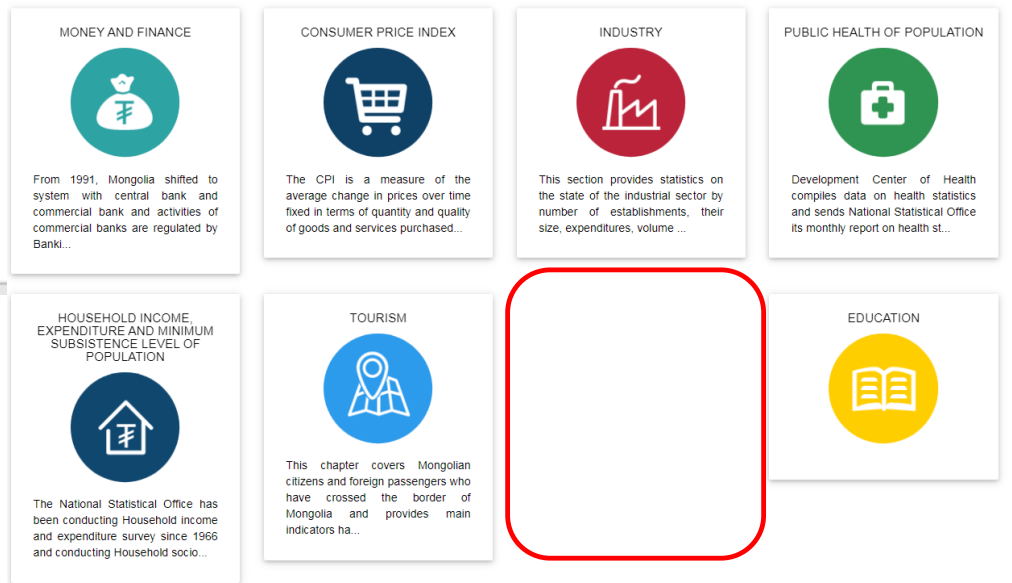 MONEY AND FINANCE
From 1991, Mongolia shifted to
system with central bank and
commercial bank and activities of
commercial banks are regulated by
Banki...
CONSUMER PRICE INDEX
The CPI is a measure of the
average change in prices over time
fixed in terms of quantity and quality
of goods and services purchased...
INDUSTRY
This section provides statistics on
the state of the industrial sector by
number of establishments, their
size, expenditures, volume ...
PUBLIC HEALTH OF POPULATION
Development Center of Health
compiles data on health statistics
and sends National Statistical Office
its monthly report on health st...
HOUSEHOLD INCOME,
EXPENDITURE AND MINIMUM
SUBSISTENCE LEVEL OF
POPULATION
₮
The National Statistical Office has
been conducting Household income
and expenditure survey since 1966
and conducting Household socio...
TOURISM
This chapter covers Mongolian
citizens and foreign passengers who
have crossed the border of
Mongolia and provides main
indicators ha...
EDUCATION